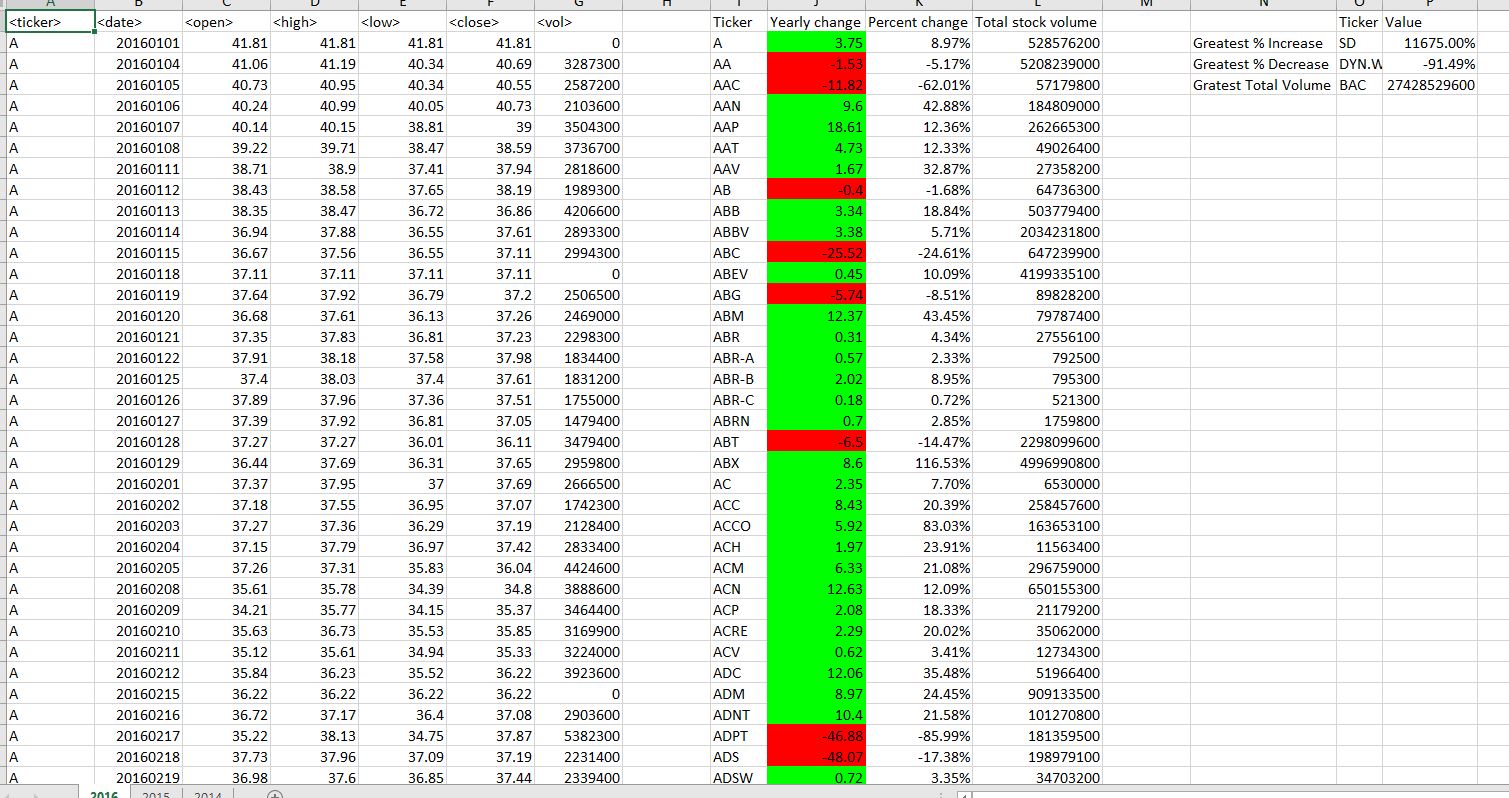 A B C D E F G H I J K L M N O P
<ticker> <date> <open> <high> <low> <close> <vol> Ticker Yearly change Percent change Total stock volume Ticker Value
A 20160101 41.81 41.81 41.81 41.81 0 A 3.75 8.97% 528576200 Greatest % Increase SD 11675.00%
A 20160104 41.06 41.19 40.34 40.69 3287300 AA -1.53 -5.17% 5208239000 Greatest % Decrease DYN.W -91.49%
A 20160105 40.73 40.95 40.34 40.55 2587200 AAC -11.82 -62.01% 57179800 Gratest Total Volume BAC 27428529600
A 20160106 40.24 40.99 40.05 40.73 2103600 AAN 9.6 42.88% 184809000
A 20160107 40.14 40.15 38.81 39 3504300 AAP 18.61 12.36% 262665300
A 20160108 39.22 39.71 38.47 38.59 3736700 AAT 4.73 12.33% 49026400
A 20160111 38.71 38.9 37.41 37.94 2818600 AAV 1.67 32.87% 27358200
A 20160112 38.43 38.58 37.65 38.19 1989300 AB -0.4 -1.68% 64736300
A 20160113 38.35 38.47 36.72 36.86 4206600 ABB 3.34 18.84% 503779400
A 20160114 36.94 37.88 36.55 37.61 2893300 ABBV 3.38 5.71% 2034231800
A 20160115 36.67 37.56 36.55 37.11 2994300 ABC -25.52 -24.61% 647239900
A 20160118 37.11 37.11 37.11 37.11 0 ABEV 0.45 10.09% 4199335100
A 20160119 37.64 37.92 36.79 37.2 2506500 ABG -5.74 -8.51% 89828200
A 20160120 36.68 37.61 36.13 37.26 2469000 ABM 12.37 43.45% 79787400
A 20160121 37.35 37.83 36.81 37.23 2298300 ABR 0.31 4.34% 27556100
A 20160122 37.91 38.18 37.58 37.98 1834400 ABR-A 0.57 2.33% 792500
A 20160125 37.4 38.03 37.4 37.61 1831200 ABR-B 2.02 8.95% 795300
A 20160126 37.89 37.96 37.36 37.51 1755000 ABR-C 0.18 0.72% 521300
A 20160127 37.39 37.92 36.81 37.05 1479400 ABRN 0.7 2.85% 1759800
A 20160128 37.27 37.27 36.01 36.11 3479400 ABT -6.5 -14.47% 2298099600
A 20160129 36.44 37.69 36.31 37.65 2959800 ABX 8.6 116.53% 4996990800
A 20160201 37.37 37.95 37 37.69 2666500 AC 2.35 7.70% 6530000
A 20160202 37.18 37.55 36.95 37.07 1742300 ACC 8.43 20.39% 258457600
A 20160203 37.27 37.36 36.29 37.19 2128400 ACCO 5.92 83.03% 163653100
A 20160204 37.15 37.79 36.97 37.42 2833400 ACH 1.97 23.91% 11563400
A 20160205 37.26 37.31 35.83 36.04 4424600 ACM 6.33 21.08% 296759000
A 20160208 35.61 35.78 34.39 34.8 3888600 ACN 12.63 12.09% 650155300
A 20160209 34.21 35.77 34.15 35.37 3464400 ACP 2.08 18.33% 21179200
A 20160210 35.63 36.73 35.53 35.85 3169900 ACRE 2.29 20.02% 35062000
A 20160211 35.12 35.61 34.94 35.33 3224000 ACV 0.62 3.41% 12734300
A 20160212 35.84 36.23 35.52 36.22 3923600 ADC 12.06 35.48% 51966400
A 20160215 36.22 36.22 36.22 36.22 0 ADM 8.97 24.45% 909133500
A 20160216 36.72 37.17 36.4 37.08 2903600 ADNT 10.4 21.58% 101270800
A 20160217 35.22 38.13 34.75 37.87 5382300 ADPT -46.88 -85.99% 181359500
A 20160218 37.73 37.96 37.09 37.19 2231400 ADS -48.07 -17.38% 198979100
A 20160219 36.98 37.6 36.85 37.44 2339400 ADSW 0.72 3.35% 34703200
2016 2015 2014